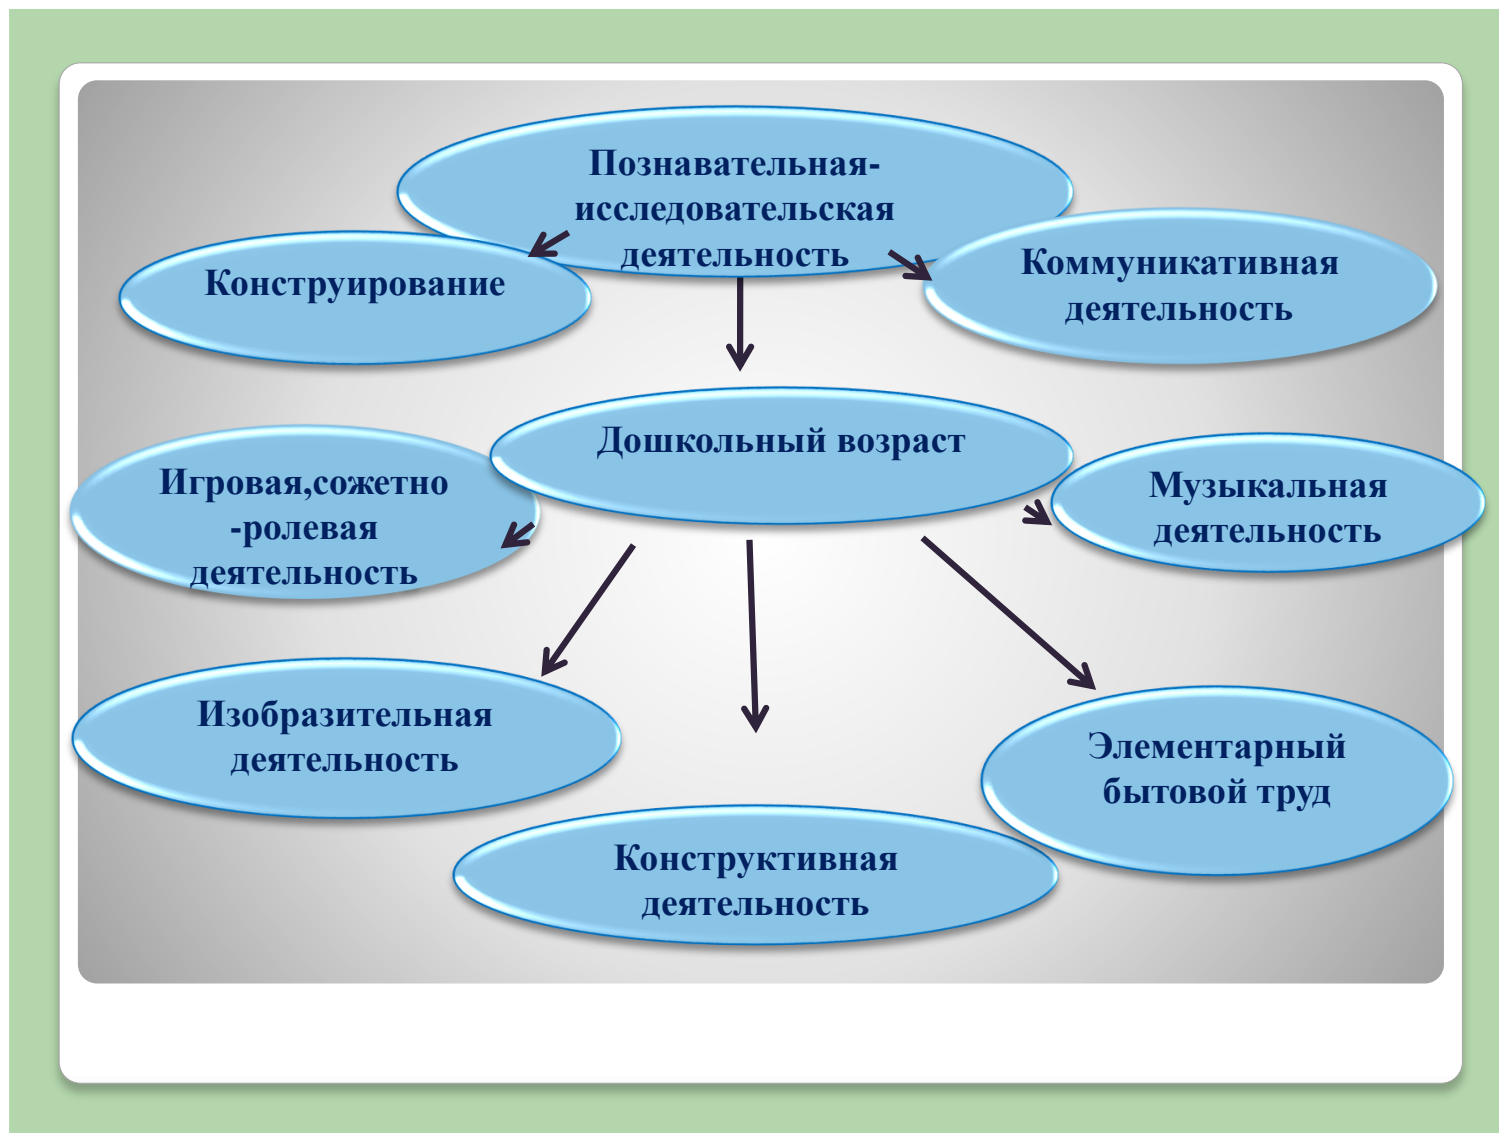 Познавательная-
исследовательская
деятельность
Конструирование
Коммуникативная
деятельность
Дошкольный возраст
Игровая,сожетно
-ролевая
деятельность
Музыкальная
деятельность
Изобразительная
деятельность
Элементарный
бытовой труд
Конструктивная
деятельность